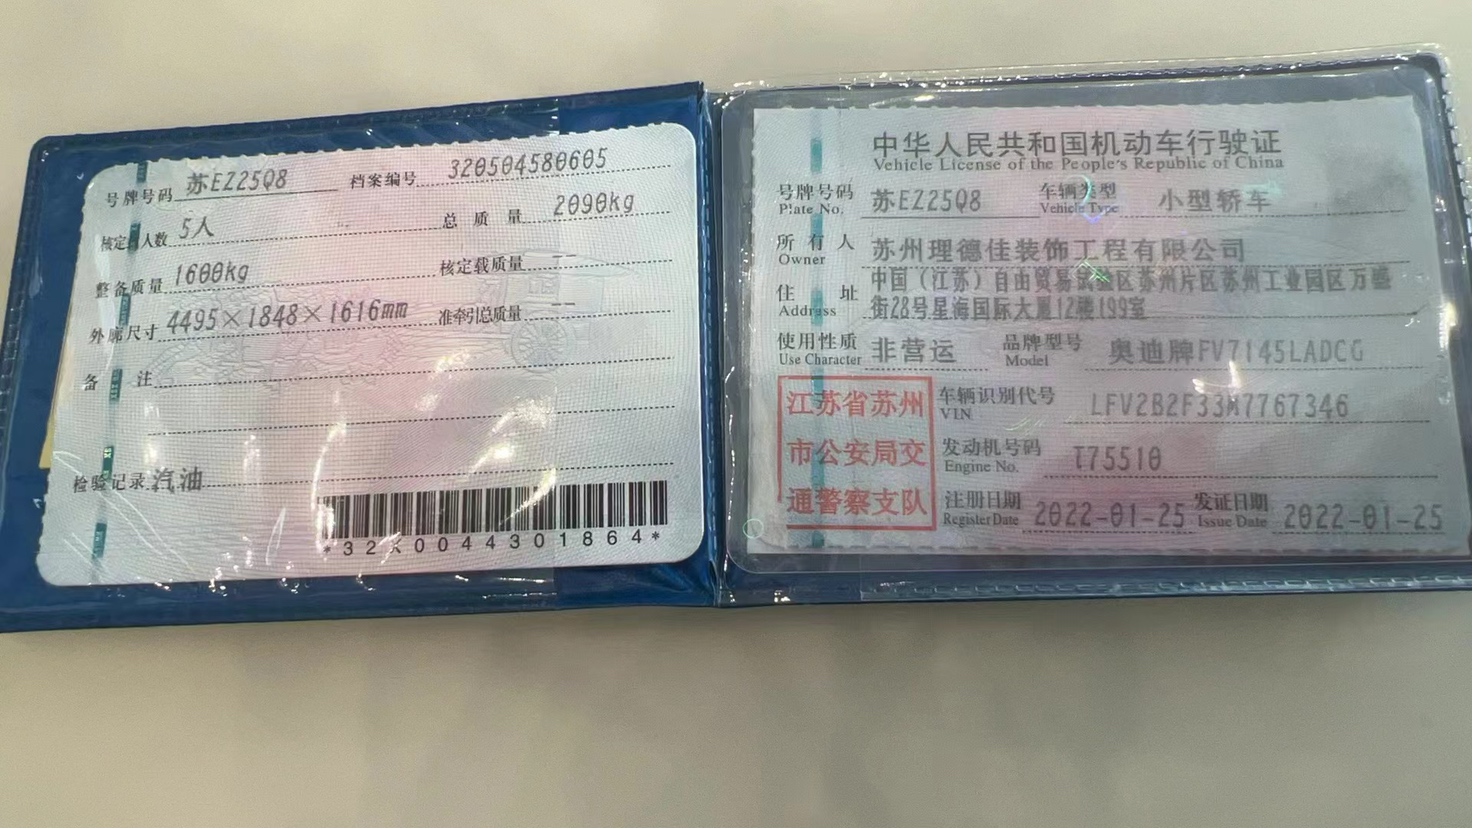 号牌号码 苏EZ25Q8 档案编号 320504580605
核定载人数 5人 总质量 2090kg
整备质量 1600kg 核定载质量 --
外廓尺寸 4495×1848×1616mm 准牵引总质量 --
备注
检验记录 汽油
*32X0044301864*
中华人民共和国机动车行驶证
Vehicle License of the People's Republic of China
号牌号码 苏EZ25Q8 车辆类型 小型轿车
Plate No. Vehicle Type
所有人 苏州理德佳装饰工程有限公司
Owner
住址 中国（江苏）自由贸易试验区苏州片区苏州工业园区万盛
Address 街28号星海国际大厦12楼199室
使用性质 非营运 品牌型号 奥迪牌FV7145LADCG
Use Character Model
江苏省苏州
市公安局交
通警察支队
车辆识别代号 LFV2B2F33M7767346
VIN
发动机号码 T75510
Engine No.
注册日期 2022-01-25 发证日期 2022-01-25
Register Date Issue Date